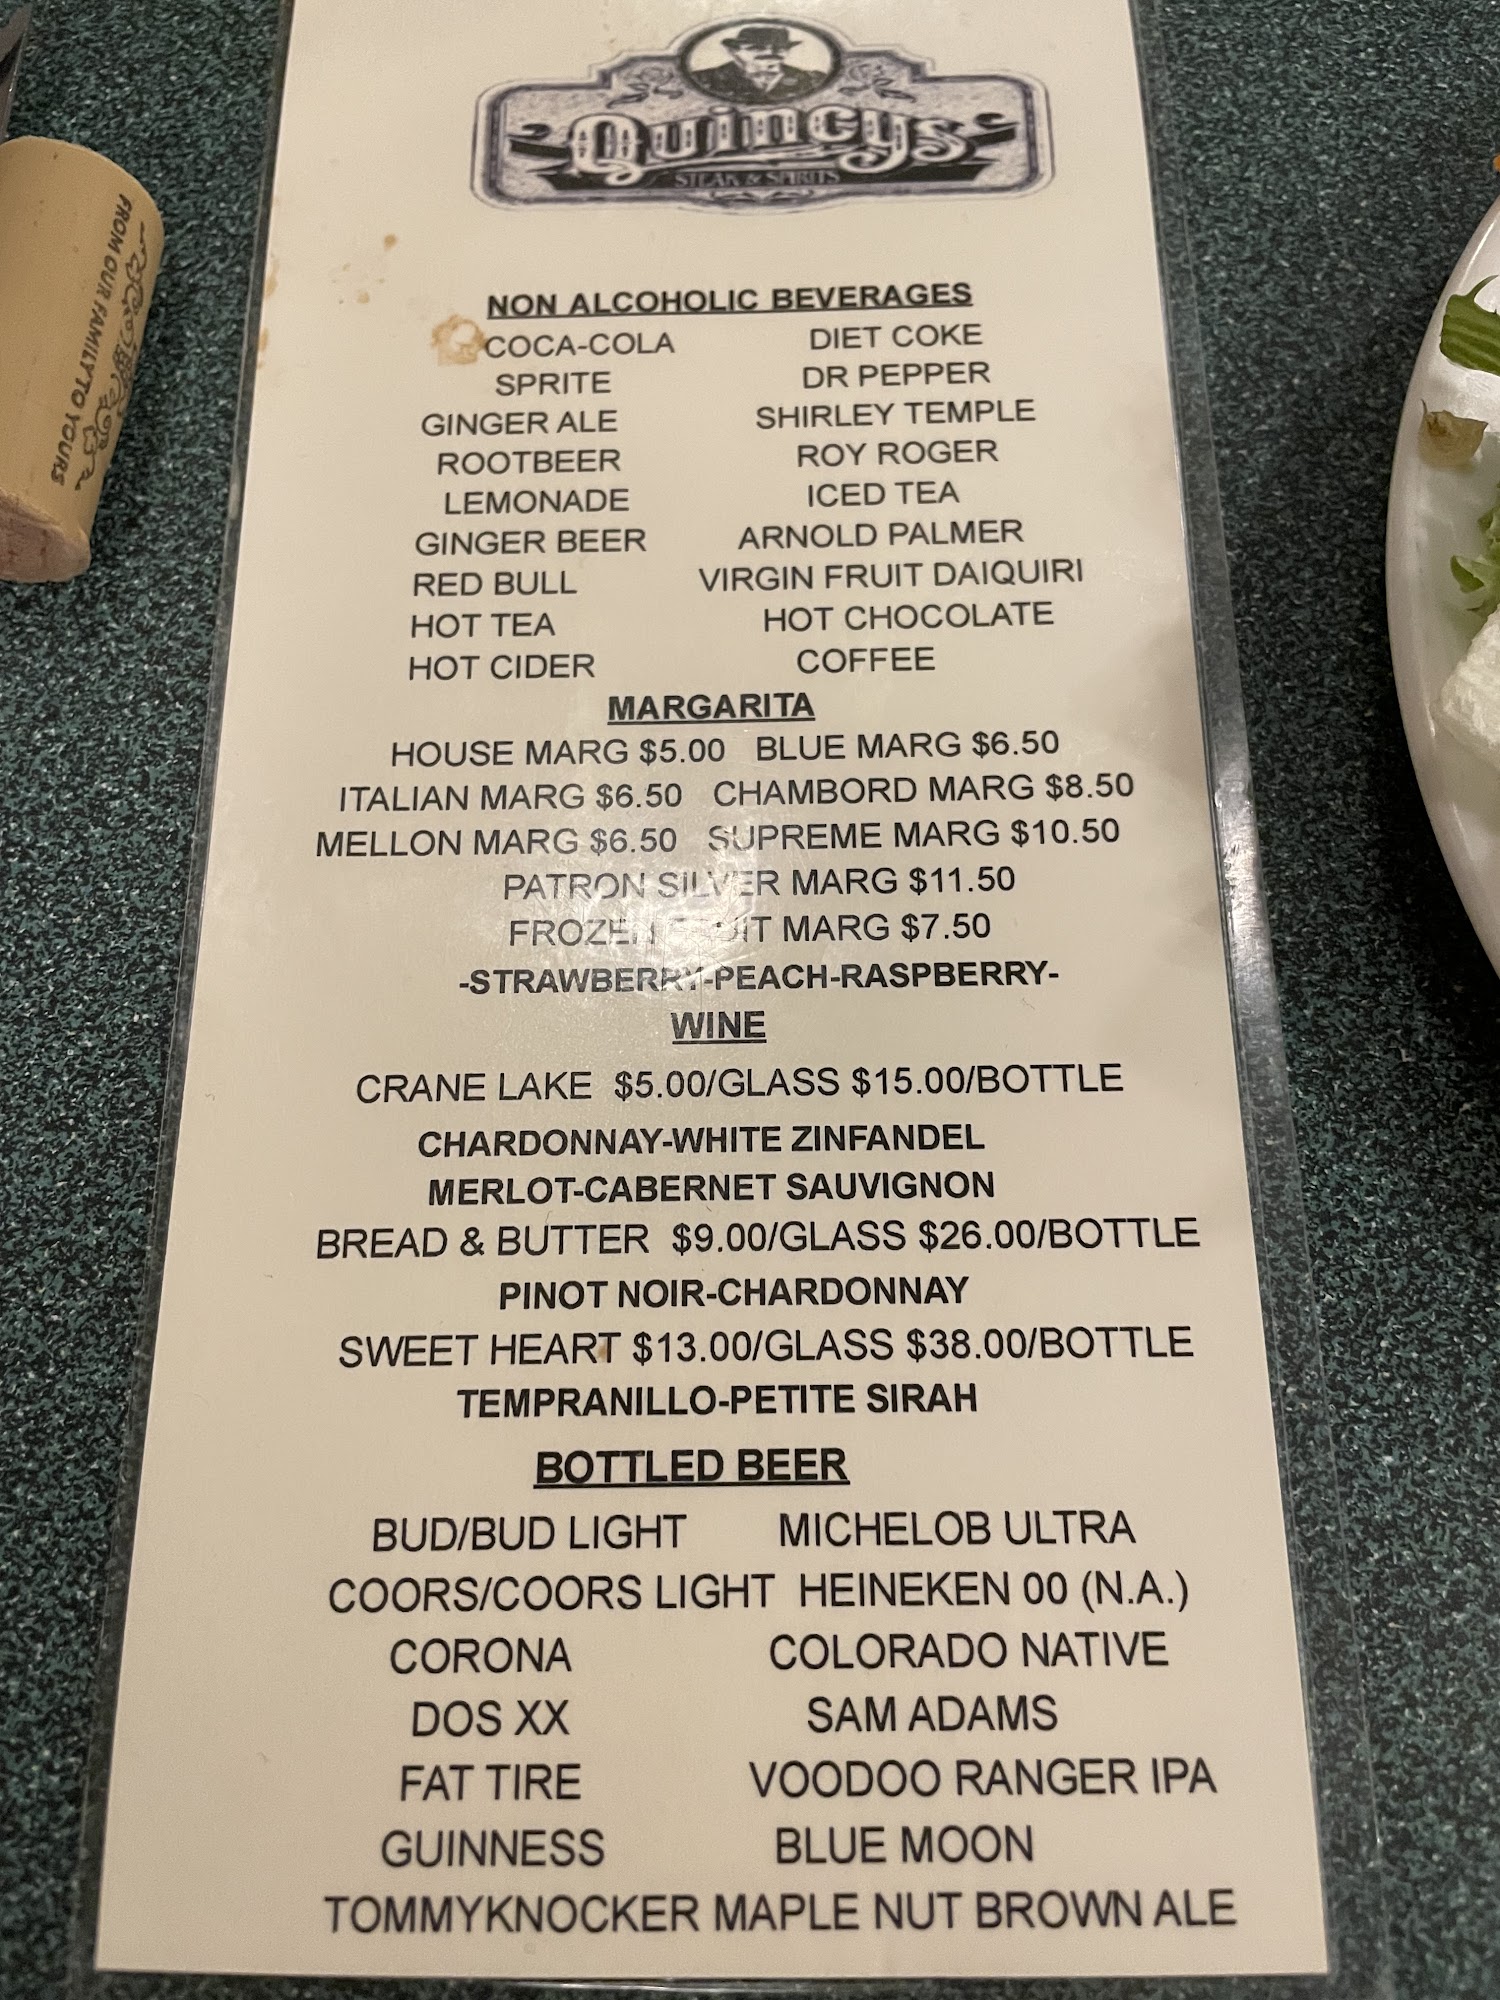 Quincys
STEAK & SPIRITS
FROM OUR FAMILY TO YOURS
NON ALCOHOLIC BEVERAGES
COCA-COLA DIET COKE
SPRITE DR PEPPER
GINGER ALE SHIRLEY TEMPLE
ROOTBEER ROY ROGER
LEMONADE ICED TEA
GINGER BEER ARNOLD PALMER
RED BULL VIRGIN FRUIT DAIQUIRI
HOT TEA HOT CHOCOLATE
HOT CIDER COFFEE
MARGARITA
HOUSE MARG $5.00 BLUE MARG $6.50
ITALIAN MARG $6.50 CHAMBORD MARG $8.50
MELLON MARG $6.50 SUPREME MARG $10.50
PATRON SILVER MARG $11.50
FROZEN FRUIT MARG $7.50
-STRAWBERRY-PEACH-RASPBERRY-
WINE
CRANE LAKE $5.00/GLASS $15.00/BOTTLE
CHARDONNAY-WHITE ZINFANDEL
MERLOT-CABERNET SAUVIGNON
BREAD & BUTTER $9.00/GLASS $26.00/BOTTLE
PINOT NOIR-CHARDONNAY
SWEET HEART $13.00/GLASS $38.00/BOTTLE
TEMPRANILLO-PETITE SIRAH
BOTTLED BEER
BUD/BUD LIGHT MICHELOB ULTRA
COORS/COORS LIGHT HEINEKEN 00 (N.A.)
CORONA COLORADO NATIVE
DOS XX SAM ADAMS
FAT TIRE VOODOO RANGER IPA
GUINNESS BLUE MOON
TOMMYKNOCKER MAPLE NUT BROWN ALE